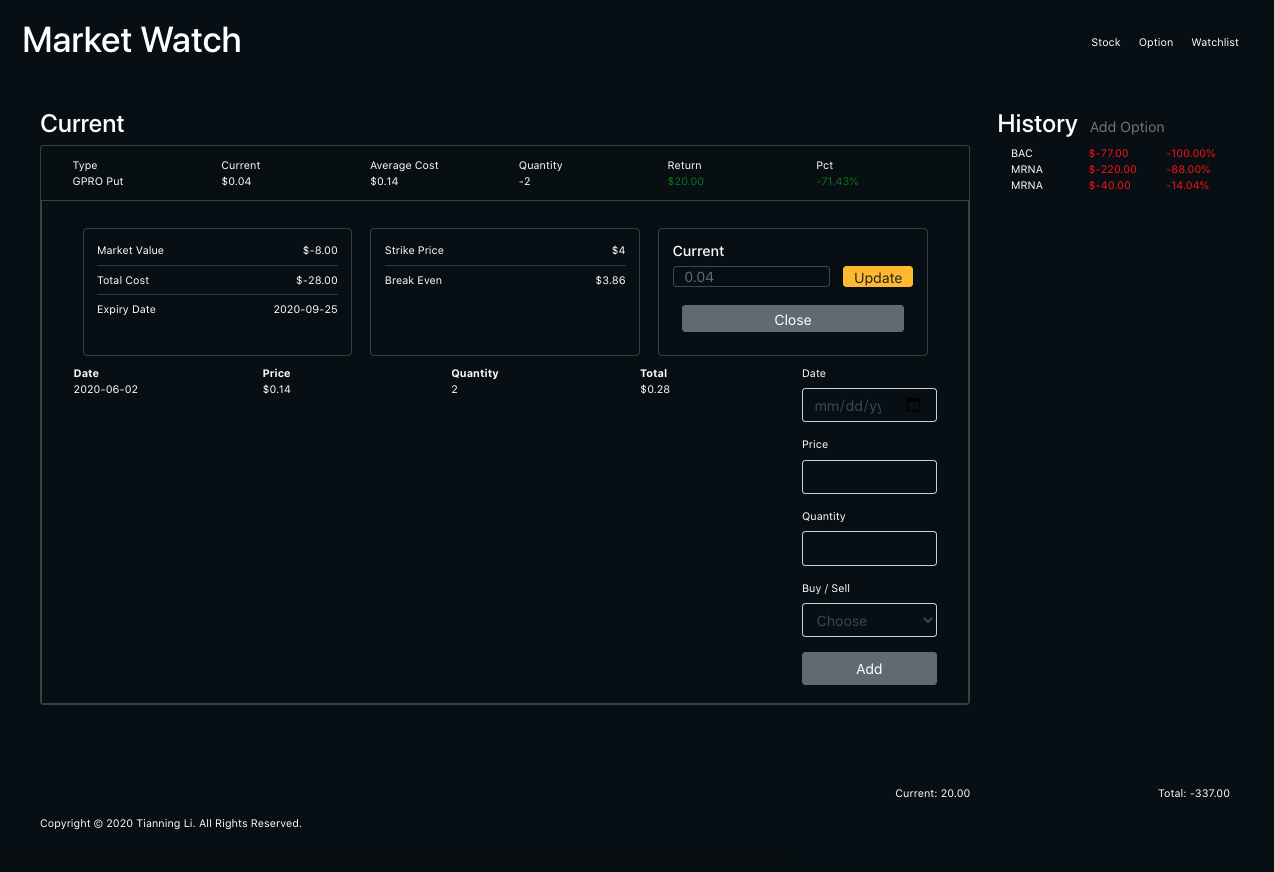 Market Watch
Stock Option Watchlist
Current
Type Current Average Cost Quantity Return Pct
GPRO Put $0.04 $0.14 -2 $20.00 -71.43%
Market Value $-8.00
Total Cost $-28.00
Expiry Date 2020-09-25
Strike Price $4
Break Even $3.86
Current
0.04 Update
Close
Date Price Quantity Total
2020-06-02 $0.14 2 $0.28
Date
mm/dd/yy
Price
Quantity
Buy / Sell
Choose
Add
History Add Option
BAC $-77.00 -100.00%
MRNA $-220.00 -88.00%
MRNA $-40.00 -14.04%
Current: 20.00 Total: -337.00
Copyright © 2020 Tianning Li. All Rights Reserved.